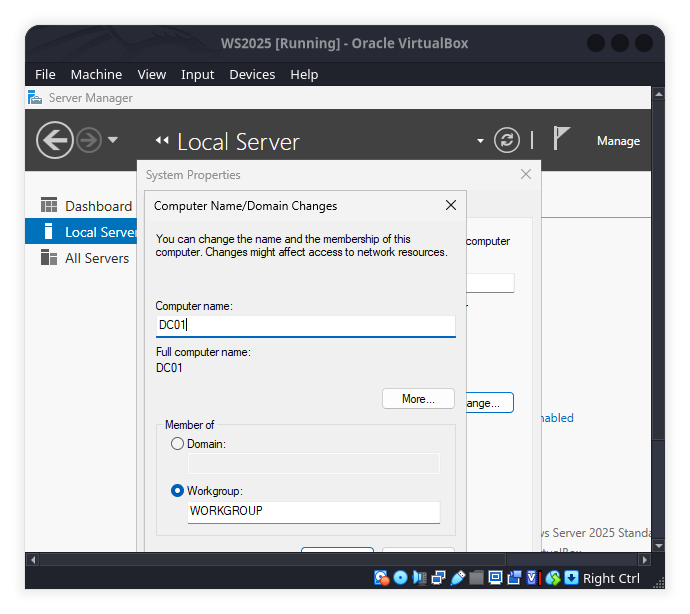 WS2025 [Running] - Oracle VirtualBox
File Machine View Input Devices Help
Server Manager
Local Server
Manage
System Properties
Dashboard
Computer Name/Domain Changes
Local Server
You can change the name and the membership of this
computer. Changes might affect access to network resources.
computer
All Servers
Computer name:
DC01
Full computer name:
DC01
More...
ange...
Member of
Domain:
nabled
Workgroup:
WORKGROUP
ws Server 2025 Standa
Right Ctrl